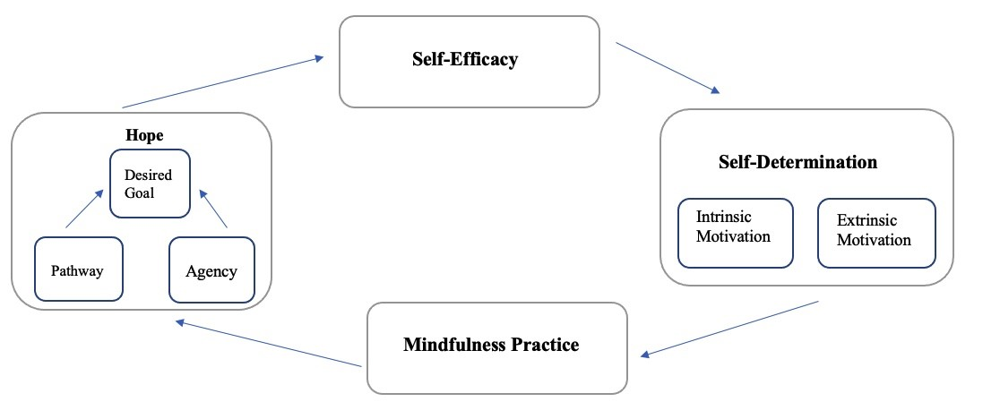 Self-Efficacy
Hope
Desired
Goal
Pathway
Agency
Self-Determination
Intrinsic
Motivation
Extrinsic
Motivation
Mindfulness Practice